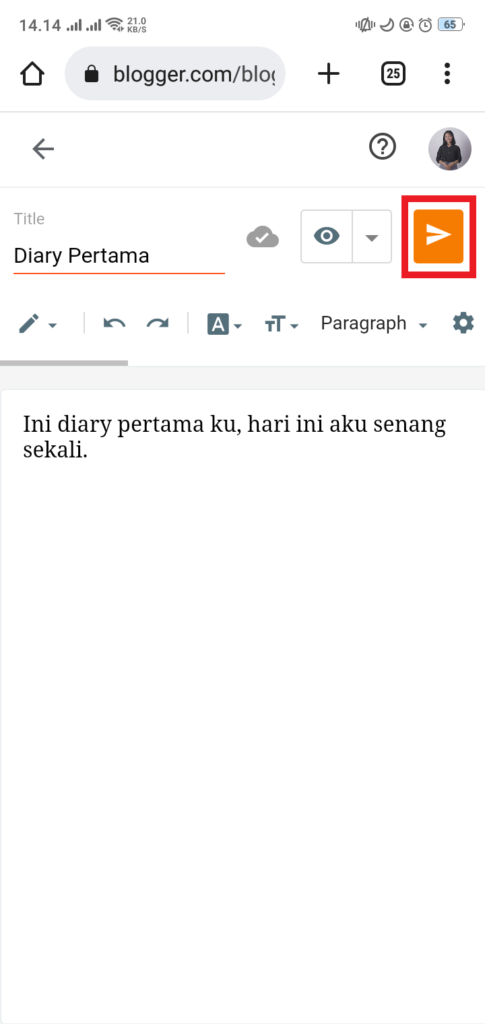 14.14 21.0 KB/S 65
blogger.com/blog 25
Title
Diary Pertama
A TT Paragraph
Ini diary pertama ku, hari ini aku senang
sekali.